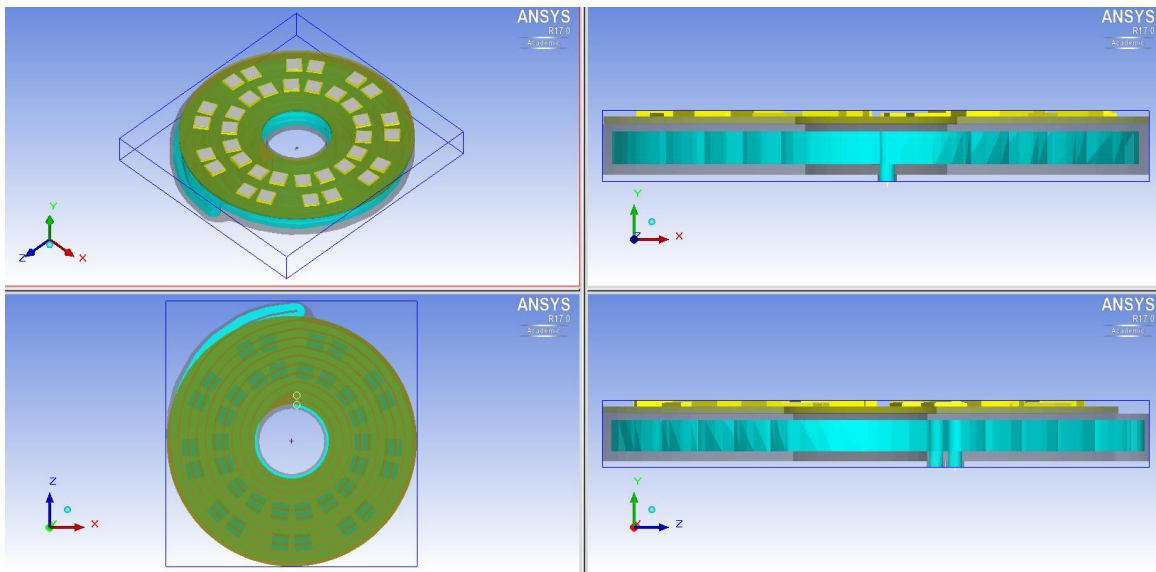 ANSYS
R17.0
Academic
Y
Z
X
ANSYS
R17.0
Academic
Y
Z
X
ANSYS
R17.0
Academic
Z
Y
X
ANSYS
R17.0
Academic
Y
X
Z